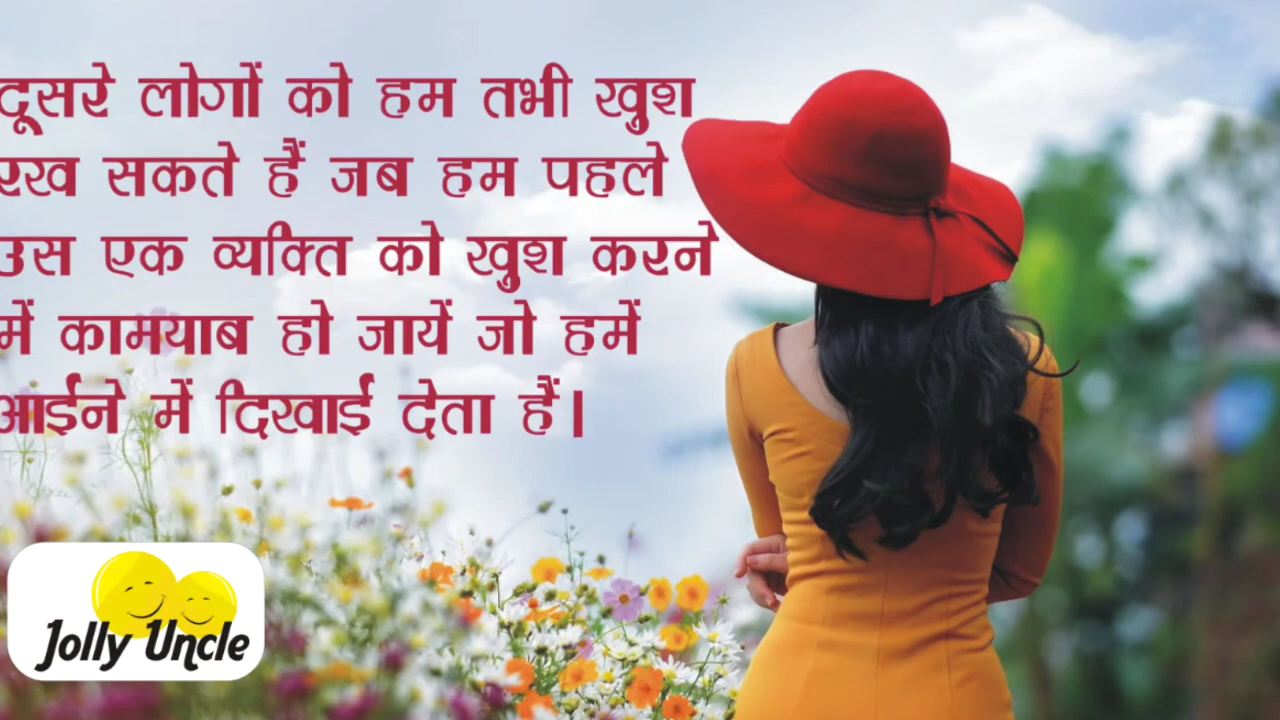 दूसरे लोगों को हम तभी खुश
रख सकते हैं जब हम पहले
उस एक व्यक्ति को खुश करने
में कामयाब हो जायें जो हमें
आईने में दिखाई देता हैं।
Jolly Uncle